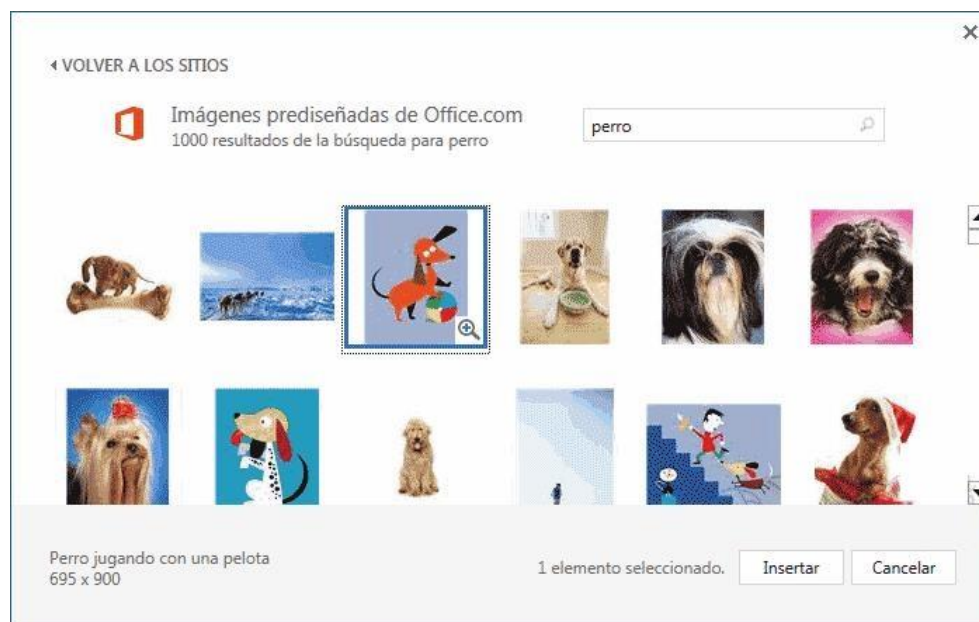 VOLVER A LOS SITIOS
Imágenes prediseñadas de Office.com
1000 resultados de la búsqueda para perro
perro
Perro jugando con una pelota
695 x 900
1 elemento seleccionado.
Insertar
Cancelar